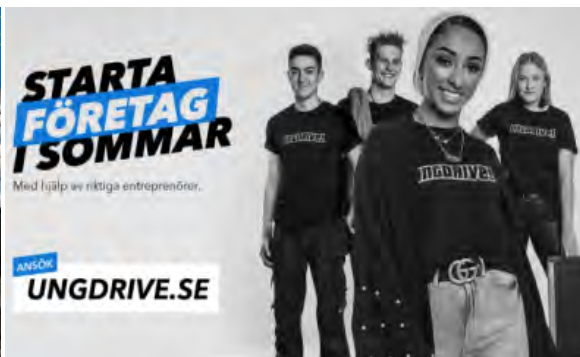 STARTA
FÖRETAG
I SOMMAR
Med hjälp av riktiga entreprenörer.
ANSÖK
UNGDRIVE.SE
UNGDRIVE!
UNGDRIVE!
UNGDRIVE!